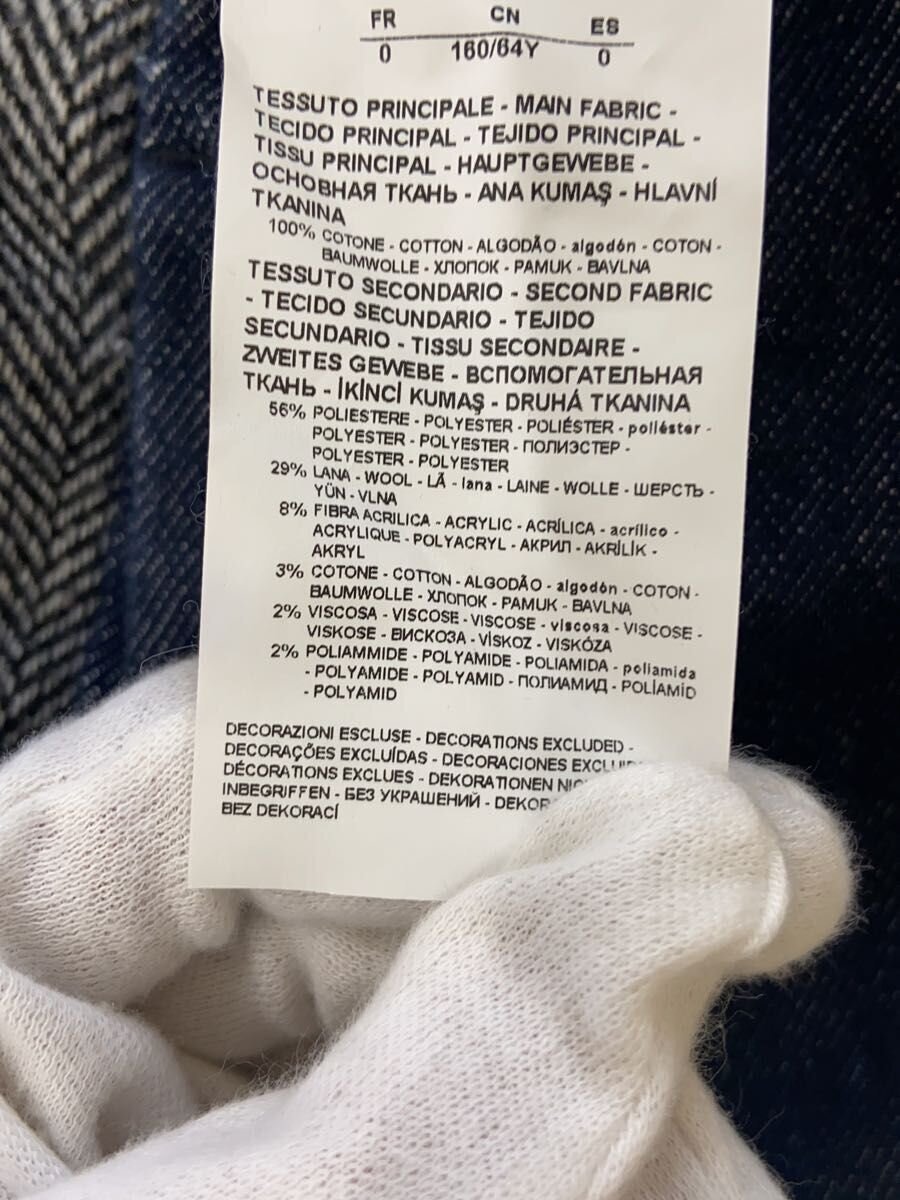 FR CN ES
0 160/64Y 0
TESSUTO PRINCIPALE - MAIN FABRIC -
TECIDO PRINCIPAL - TEJIDO PRINCIPAL -
TISSU PRINCIPAL - HAUPTGEWEBE -
ОСНОВНАЯ ТКАНЬ - ANA KUMAŞ - HLAVNÍ
TKANINA
100% COTONE - COTTON - ALGODÃO - algodón - COTON -
BAUMWOLLE - ХЛОПОК - PAMUK - BAVLNA
TESSUTO SECONDARIO - SECOND FABRIC
- TECIDO SECUNDARIO - TEJIDO
SECUNDARIO - TISSU SECONDAIRE -
ZWEITES GEWEBE - ВСПОМОГАТЕЛЬНАЯ
ТКАНЬ - İKİNCİ KUMAŞ - DRUHÁ TKANINA
56% POLIESTERE - POLYESTER - POLIÉSTER - poliéster -
POLYESTER - POLYESTER - ПОЛИЭСТЕР -
POLYESTER - POLYESTER
29% LANA - WOOL - LÃ - lana - LAINE - WOLLE - ШЕРСТЬ -
YÜN - VLNA
8% FIBRA ACRILICA - ACRYLIC - ACRÍLICA - acrílico -
ACRYLIQUE - POLYACRYL - АКРИЛ - AKRİLİK -
AKRYL
3% COTONE - COTTON - ALGODÃO - algodón - COTON -
BAUMWOLLE - ХЛОПОК - PAMUK - BAVLNA
2% VISCOSA - VISCOSE - VISCOSE - viscosa - VISCOSE -
VISKOSE - ВИСКОЗА - VİSKOZ - VISKÓZA
2% POLIAMMIDE - POLYAMIDE - POLIAMIDA - poliamida
- POLYAMIDE - POLYAMID - ПОЛИАМИД - POLİAMİD
- POLYAMID
DECORAZIONI ESCLUSE - DECORATIONS EXCLUDED -
DECORAÇÕES EXCLUÍDAS - DECORACIONES
DÉCORATIONS EXCLUES - DEKORATIONEN
INBEGRIFFEN - БЕЗ УКРАШЕНИЙ -
BEZ DEKORACÍ